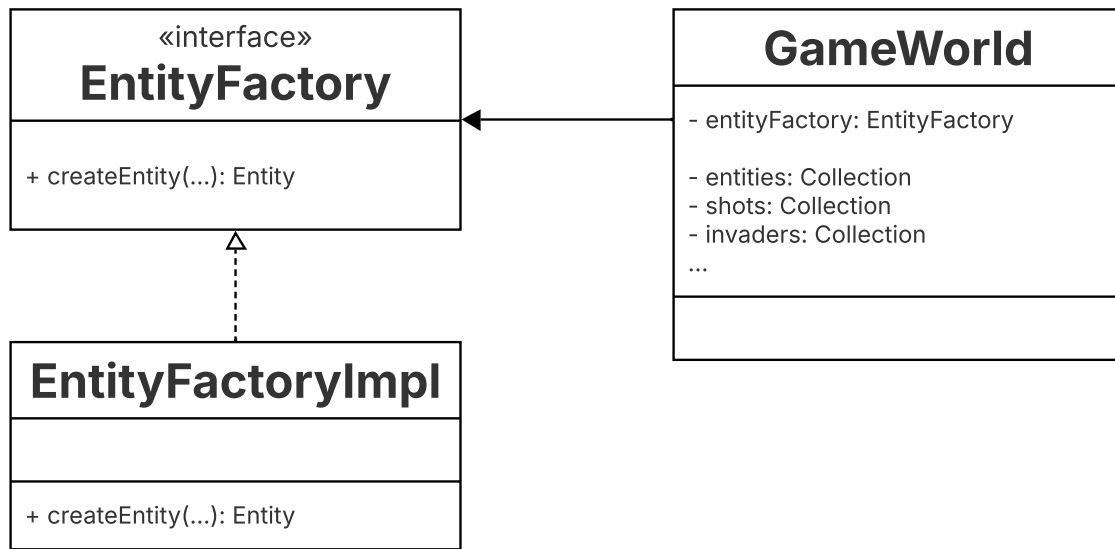 «interface»
EntityFactory
+ createEntity(...): Entity
GameWorld
- entityFactory: EntityFactory
- entities: Collection
- shots: Collection
- invaders: Collection
...
EntityFactoryImpl
+ createEntity(...): Entity